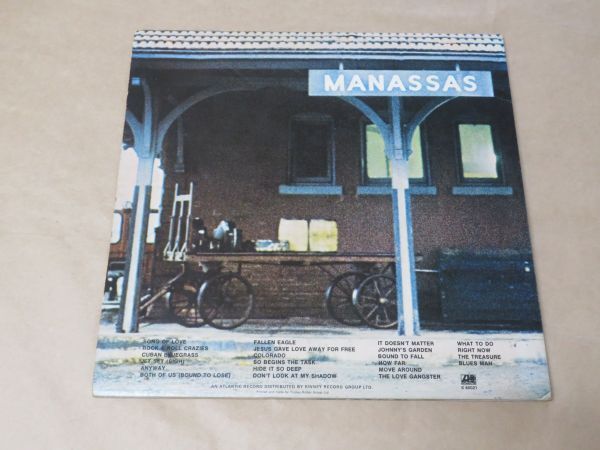 MANASSAS
SONG OF LOVE
ROCK & ROLL CRAZIES
CUBAN BLUEGRASS
JET SET (SIGH)
ANYWAY
BOTH OF US (BOUND TO LOSE)
FALLEN EAGLE
JESUS GAVE LOVE AWAY FOR FREE
COLORADO
SO BEGINS THE TASK
HIDE IT SO DEEP
DON'T LOOK AT MY SHADOW
IT DOESN'T MATTER
JOHNNY'S GARDEN
BOUND TO FALL
HOW FAR
MOVE AROUND
THE LOVE GANGSTER
WHAT TO DO
RIGHT NOW
THE TREASURE
BLUES MAN
AN ATLANTIC RECORD DISTRIBUTED BY KINNEY RECORD GROUP LTD.